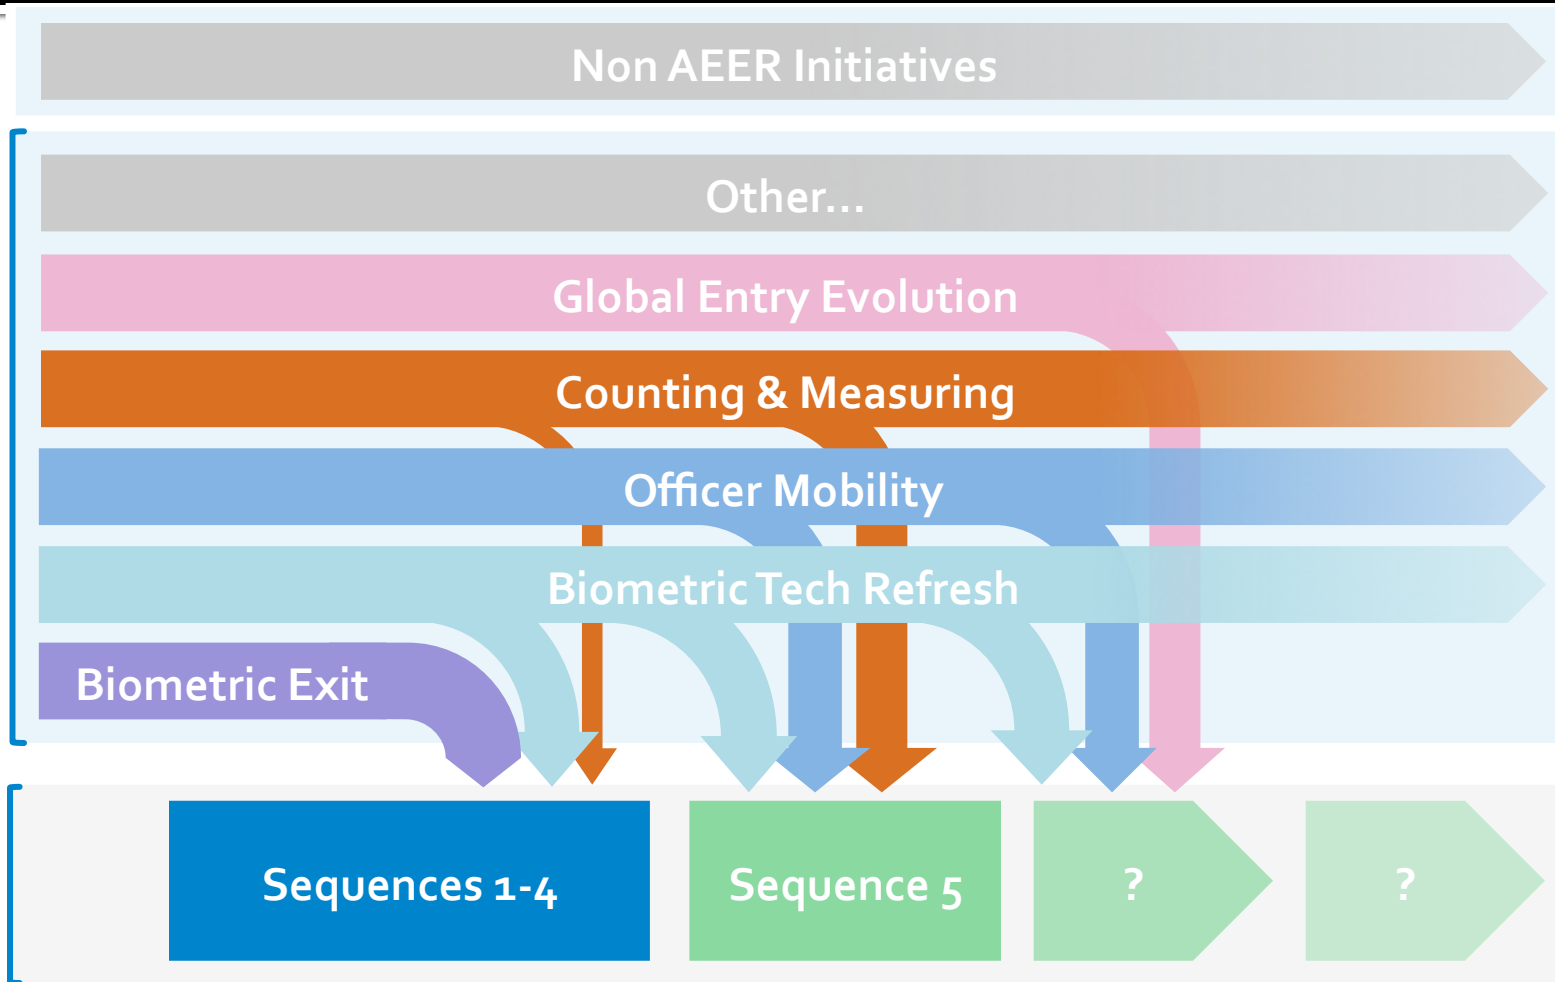 Non AEER Initiatives
Other...
Global Entry Evolution
Counting & Measuring
Officer Mobility
Biometric Tech Refresh
Biometric Exit
Sequences 1-4
Sequence 5
?
?